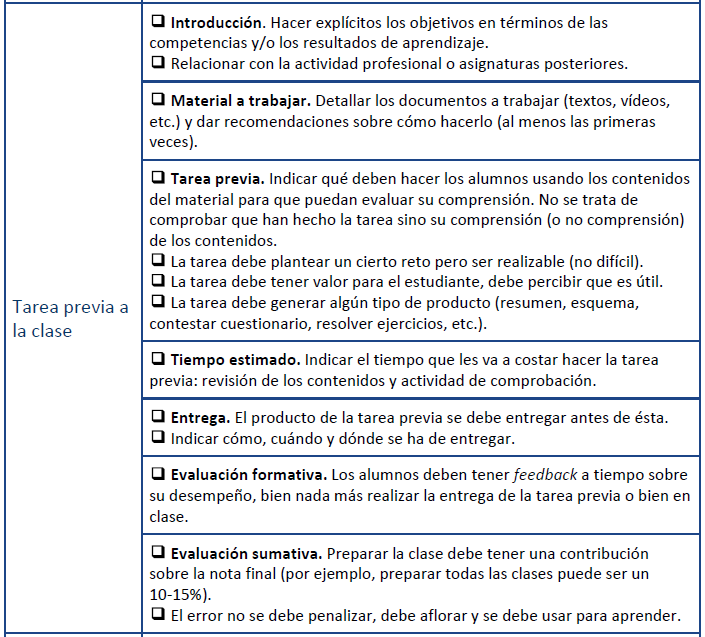 Tarea previa a
la clase
❑ Introducción. Hacer explícitos los objetivos en términos de las
competencias y/o los resultados de aprendizaje.
❑ Relacionar con la actividad profesional o asignaturas posteriores.
❑ Material a trabajar. Detallar los documentos a trabajar (textos, vídeos,
etc.) y dar recomendaciones sobre cómo hacerlo (al menos las primeras
veces).
❑ Tarea previa. Indicar qué deben hacer los alumnos usando los contenidos
del material para que puedan evaluar su comprensión. No se trata de
comprobar que han hecho la tarea sino su comprensión (o no comprensión)
de los contenidos.
❑ La tarea debe plantear un cierto reto pero ser realizable (no difícil).
❑ La tarea debe tener valor para el estudiante, debe percibir que es útil.
❑ La tarea debe generar algún tipo de producto (resumen, esquema,
contestar cuestionario, resolver ejercicios, etc.).
❑ Tiempo estimado. Indicar el tiempo que les va a costar hacer la tarea
previa: revisión de los contenidos y actividad de comprobación.
❑ Entrega. El producto de la tarea previa se debe entregar antes de ésta.
❑ Indicar cómo, cuándo y dónde se ha de entregar.
❑ Evaluación formativa. Los alumnos deben tener feedback a tiempo sobre
su desempeño, bien nada más realizar la entrega de la tarea previa o bien en
clase.
❑ Evaluación sumativa. Preparar la clase debe tener una contribución
sobre la nota final (por ejemplo, preparar todas las clases puede ser un
10-15%).
❑ El error no se debe penalizar, debe aflorar y se debe usar para aprender.